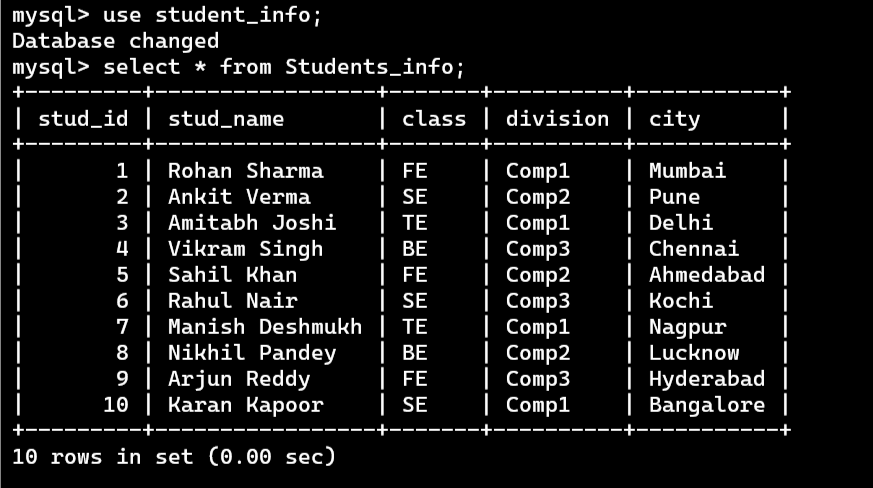 mysql> use student_info;
Database changed
mysql> select * from Students_info;
+---------+-----------------+-------+----------+-----------+
| stud_id | stud_name       | class | division | city      |
+---------+-----------------+-------+----------+-----------+
|       1 | Rohan Sharma    | FE    | Comp1    | Mumbai    |
|       2 | Ankit Verma     | SE    | Comp2    | Pune      |
|       3 | Amitabh Joshi   | TE    | Comp1    | Delhi     |
|       4 | Vikram Singh    | BE    | Comp3    | Chennai   |
|       5 | Sahil Khan      | FE    | Comp2    | Ahmedabad |
|       6 | Rahul Nair      | SE    | Comp3    | Kochi     |
|       7 | Manish Deshmukh | TE    | Comp1    | Nagpur    |
|       8 | Nikhil Pandey   | BE    | Comp2    | Lucknow   |
|       9 | Arjun Reddy     | FE    | Comp3    | Hyderabad |
|      10 | Karan Kapoor    | SE    | Comp1    | Bangalore |
+---------+-----------------+-------+----------+-----------+
10 rows in set (0.00 sec)